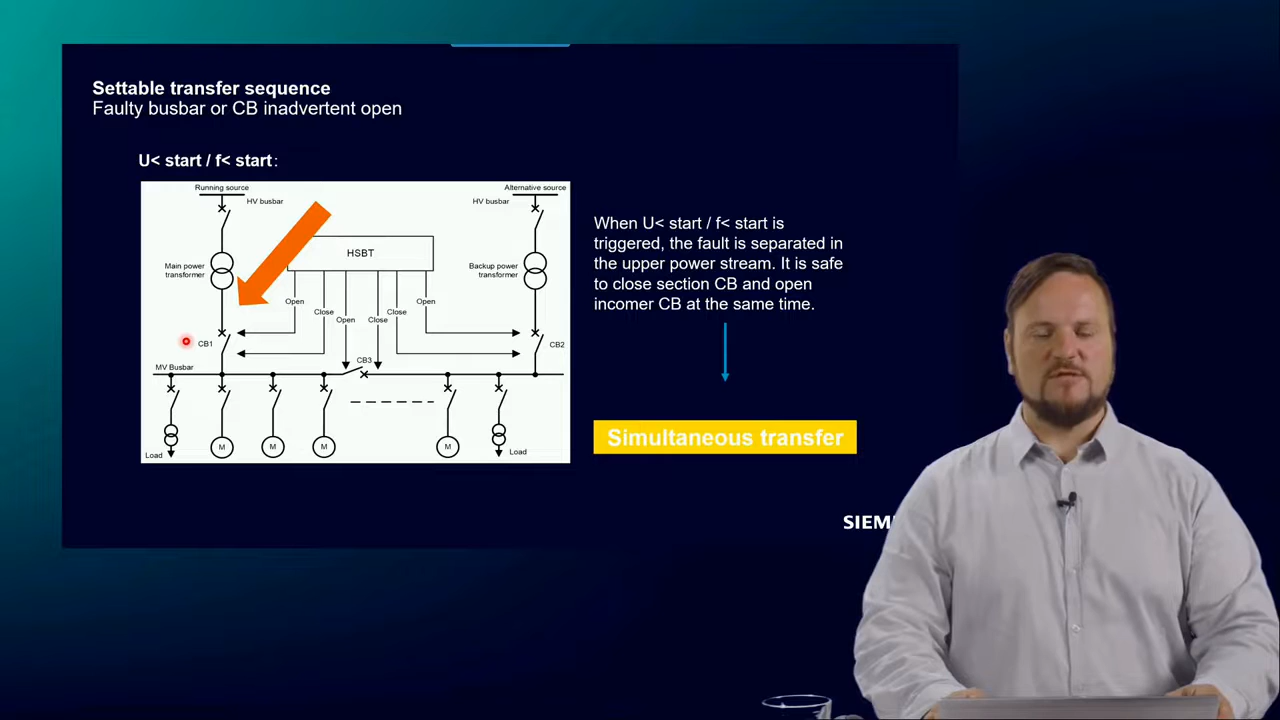 Settable transfer sequence
Faulty busbar or CB inadvertent open
U< start / f< start:
Running source
Alternative source
HV busbar
HV busbar
HSBT
Main power
transformer
Backup power
transformer
Open
Close
Open
Close
Close
Open
CB1
CB2
CB3
MV Busbar
M
M
M
M
Load
Load
When U< start / f< start is
triggered, the fault is separated in
the upper power stream. It is safe
to close section CB and open
incomer CB at the same time.
Simultaneous transfer
SIEM